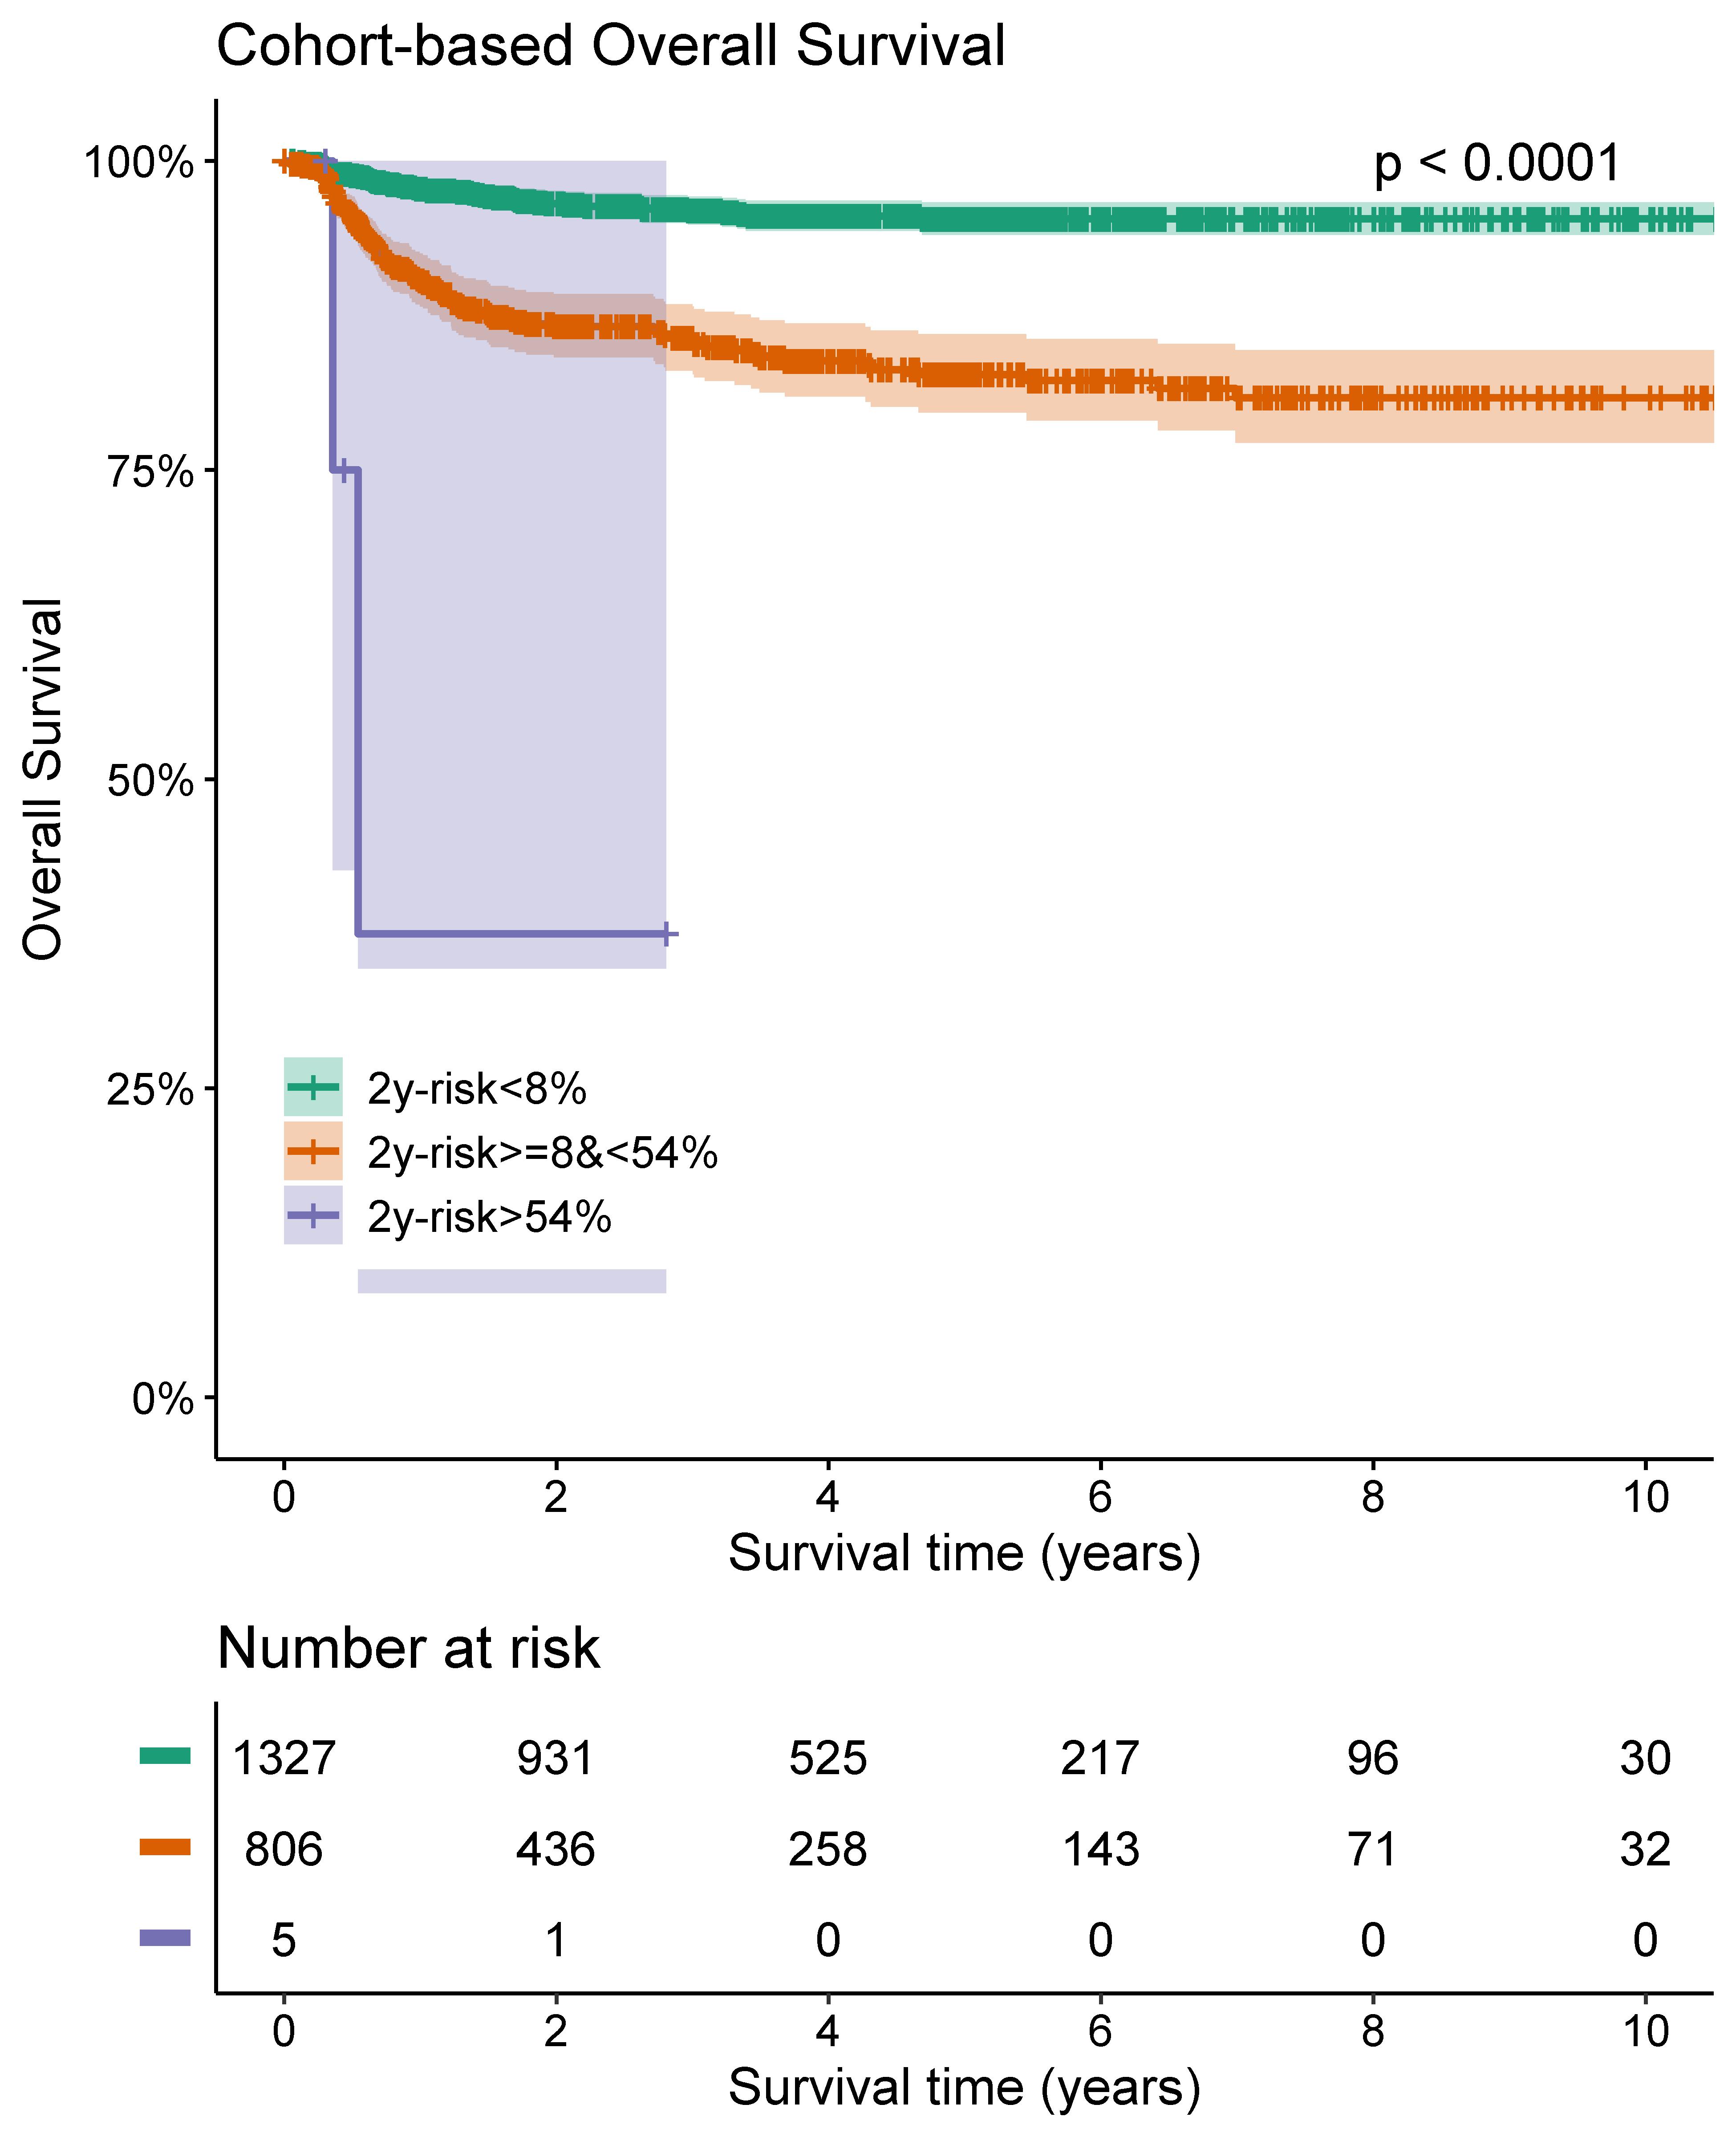 Cohort-based Overall Survival
p < 0.0001
100%
75%
50%
25%
0%
Overall Survival
2y-risk<8%
2y-risk>=8&<54%
2y-risk>54%
0 2 4 6 8 10
Survival time (years)
Number at risk
1327 931 525 217 96 30
806 436 258 143 71 32
5 1 0 0 0 0
0 2 4 6 8 10
Survival time (years)